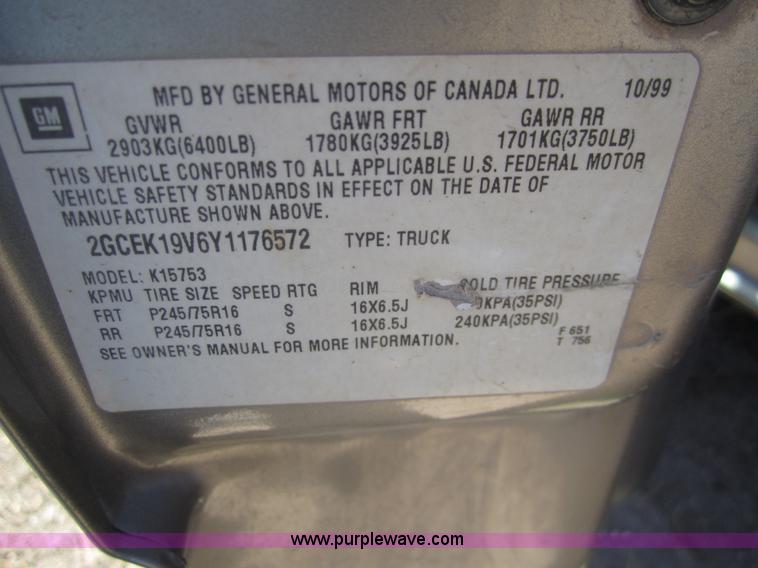 MFD BY GENERAL MOTORS OF CANADA LTD. 10/99
GM
GVWR GAWR FRT GAWR RR
2903KG(6400LB) 1780KG(3925LB) 1701KG(3750LB)
THIS VEHICLE CONFORMS TO ALL APPLICABLE U.S. FEDERAL MOTOR
VEHICLE SAFETY STANDARDS IN EFFECT ON THE DATE OF
MANUFACTURE SHOWN ABOVE.
2GCEK19V6Y1176572 TYPE: TRUCK
MODEL: K15753
KPMU TIRE SIZE SPEED RTG RIM COLD TIRE PRESSURE
FRT P245/75R16 S 16X6.5J 0KPA(35PSI)
RR P245/75R16 S 16X6.5J 240KPA(35PSI)
SEE OWNER'S MANUAL FOR MORE INFORMATION.
F 651
T 756
www.purplewave.com